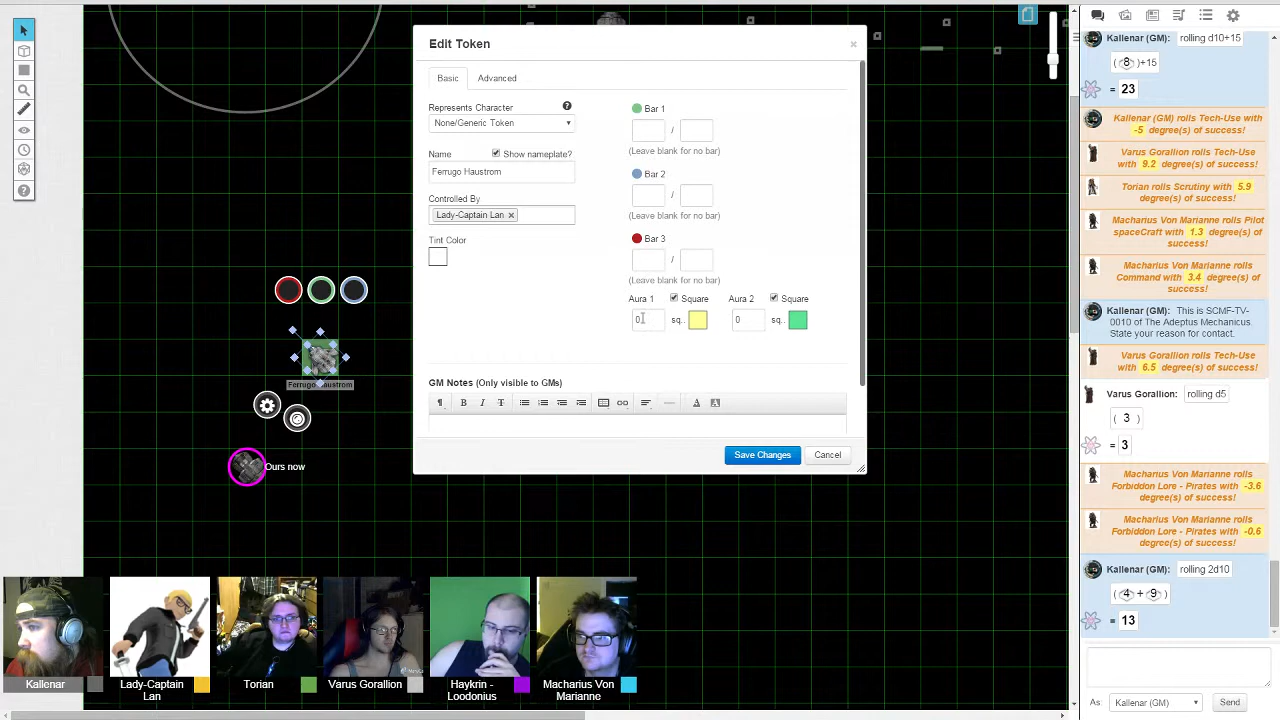 Edit Token
×
Basic
Advanced
Represents Character
?
None/Generic Token
Name
Show nameplate?
Ferrugo Haustrom
Controlled By
Lady-Captain Lan ×
Tint Color
Bar 1
/
(Leave blank for no bar)
Bar 2
/
(Leave blank for no bar)
Bar 3
/
(Leave blank for no bar)
Aura 1
Square
Aura 2
Square
0
sq..
0
sq..
GM Notes (Only visible to GMs)
Save Changes
Cancel
Ferrugo Haustrom
Ours now
Kallenar
Lady-Captain
Lan
Torian
Varus Gorallion
Haykrin -
Loodonius
Macharius Von
Marianne
Kallenar (GM): rolling d10+15
(8)+15
= 23
Kallenar (GM) rolls Tech-Use with
-5 degree(s) of success!
Varus Gorallion rolls Tech-Use
with 9.2 degree(s) of success!
Torian rolls Scrutiny with 5.9
degree(s) of success!
Macharius Von Marianne rolls Pilot
spaceCraft with 1.3 degree(s) of
success!
Macharius Von Marianne rolls
Command with 3.4 degree(s) of
success!
Kallenar (GM): This is SCMF-TV-
0010 of The Adeptus Mechanicus.
State your reason for contact.
Varus Gorallion rolls Tech-Use
with 6.5 degree(s) of success!
Varus Gorallion: rolling d5
( 3 )
= 3
Macharius Von Marianne rolls
Forbidden Lore - Pirates with -3.6
degree(s) of success!
Macharius Von Marianne rolls
Forbidden Lore - Pirates with -0.6
degree(s) of success!
Kallenar (GM): rolling 2d10
(4+9)
= 13
As:
Kallenar (GM)
Send